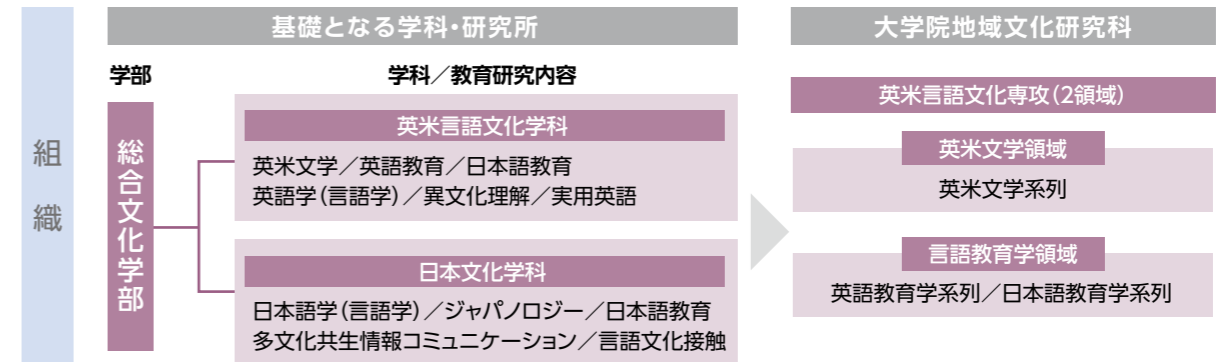 組織
基礎となる学科・研究所
学部
学科／教育研究内容
総合文化学部
英米言語文化学科
英米文学／英語教育／日本語教育
英語学（言語学）／異文化理解／実用英語
日本文化学科
日本語学（言語学）／ジャパノロジー／日本語教育
多文化共生情報コミュニケーション／言語文化接触
大学院地域文化研究科
英米言語文化専攻（2領域）
英米文学領域
英米文学系列
言語教育学領域
英語教育学系列／日本語教育学系列